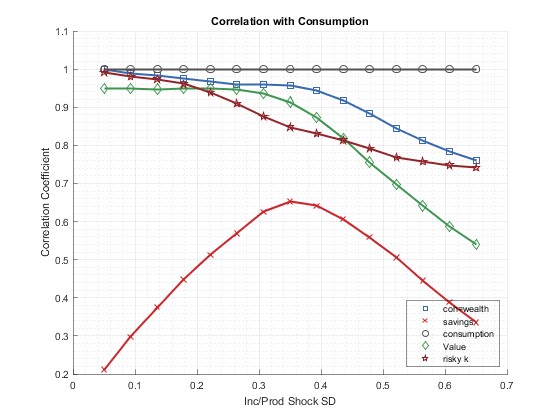 Correlation with Consumption
1.1
1
0.9
0.8
0.7
0.6
0.5
0.4
0.3
0.2
Correlation Coefficient
0
0.1
0.2
0.3
0.4
0.5
0.6
0.7
Inc/Prod Shock SD
coh=wealth
savings
consumption
Value
risky k